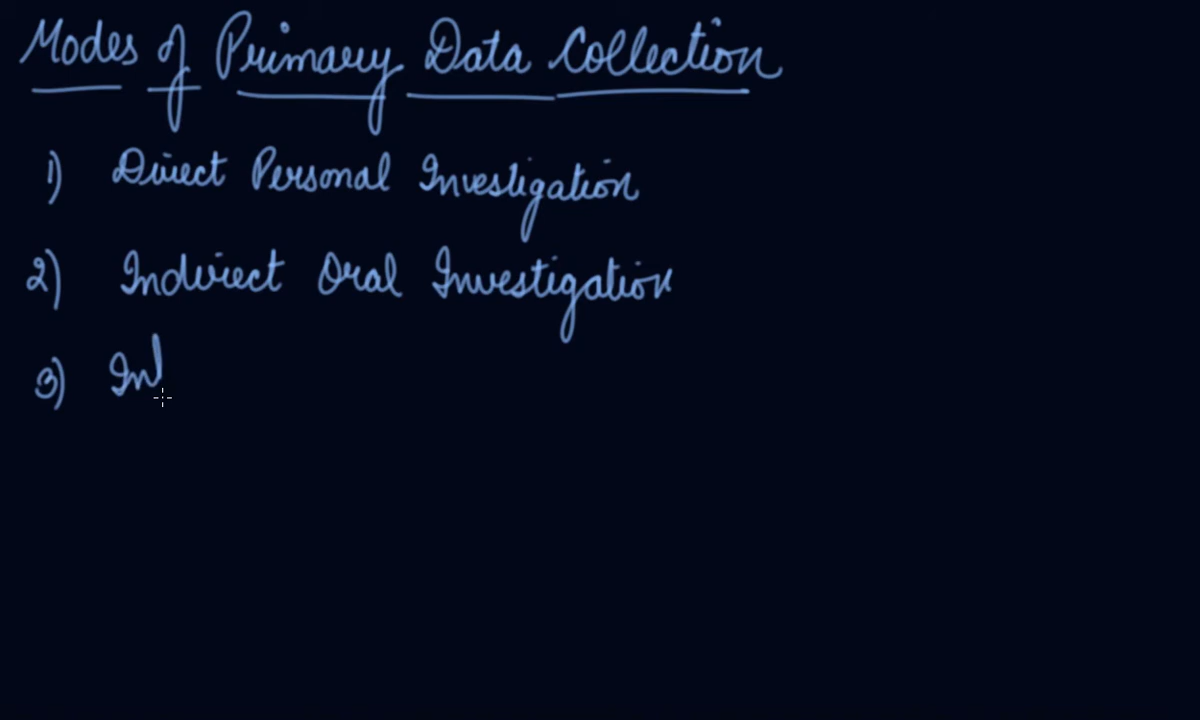 Modes of Primary Data Collection
1) Direct Personal Investigation
2) Indirect Oral Investigation
3) In